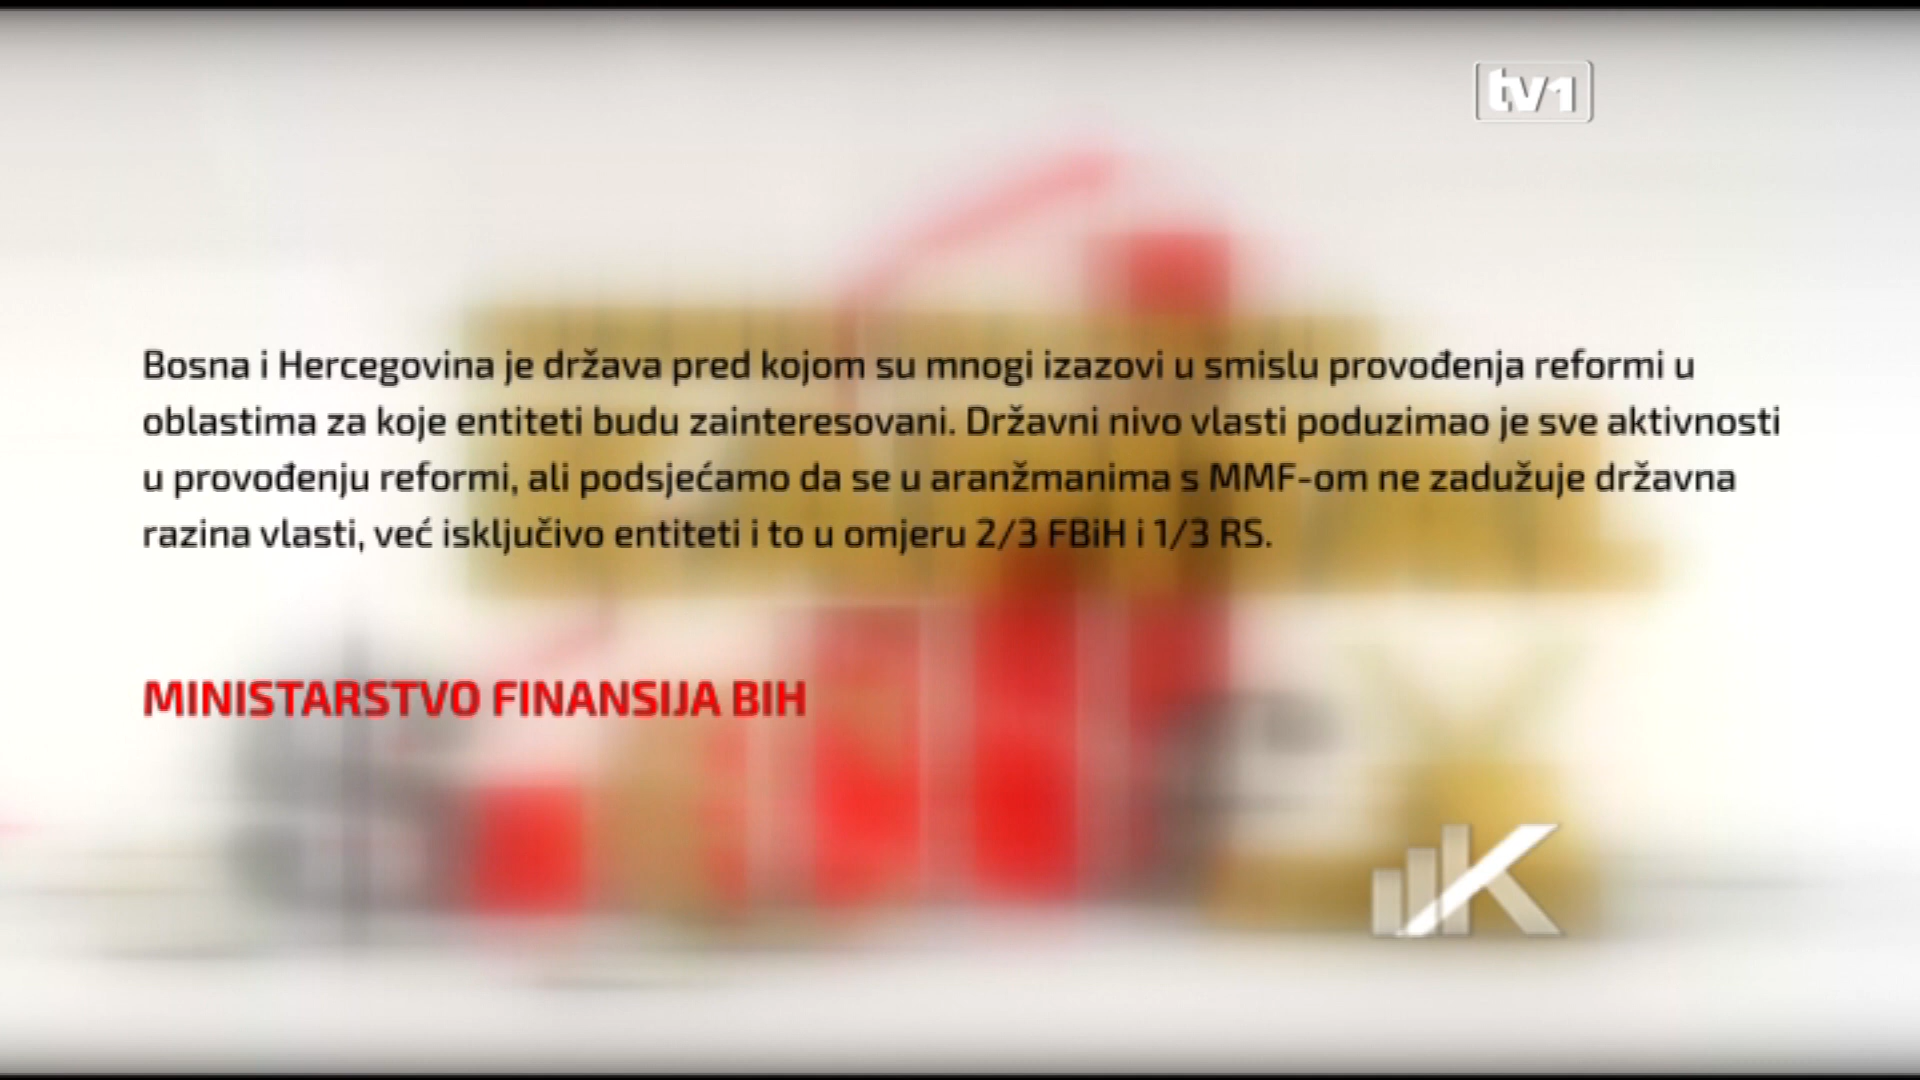 tv1
Bosna i Hercegovina je država pred kojom su mnogi izazovi u smislu provođenja reformi u
oblastima za koje entiteti budu zainteresovani. Državni nivo vlasti poduzimao je sve aktivnosti
u provođenju reformi, ali podsjećamo da se u aranžmanima s MMF-om ne zadužuje državna
razina vlasti, već isključivo entiteti i to u omjeru 2/3 FBiH i 1/3 RS.
MINISTARSTVO FINANSIJA BIH
K